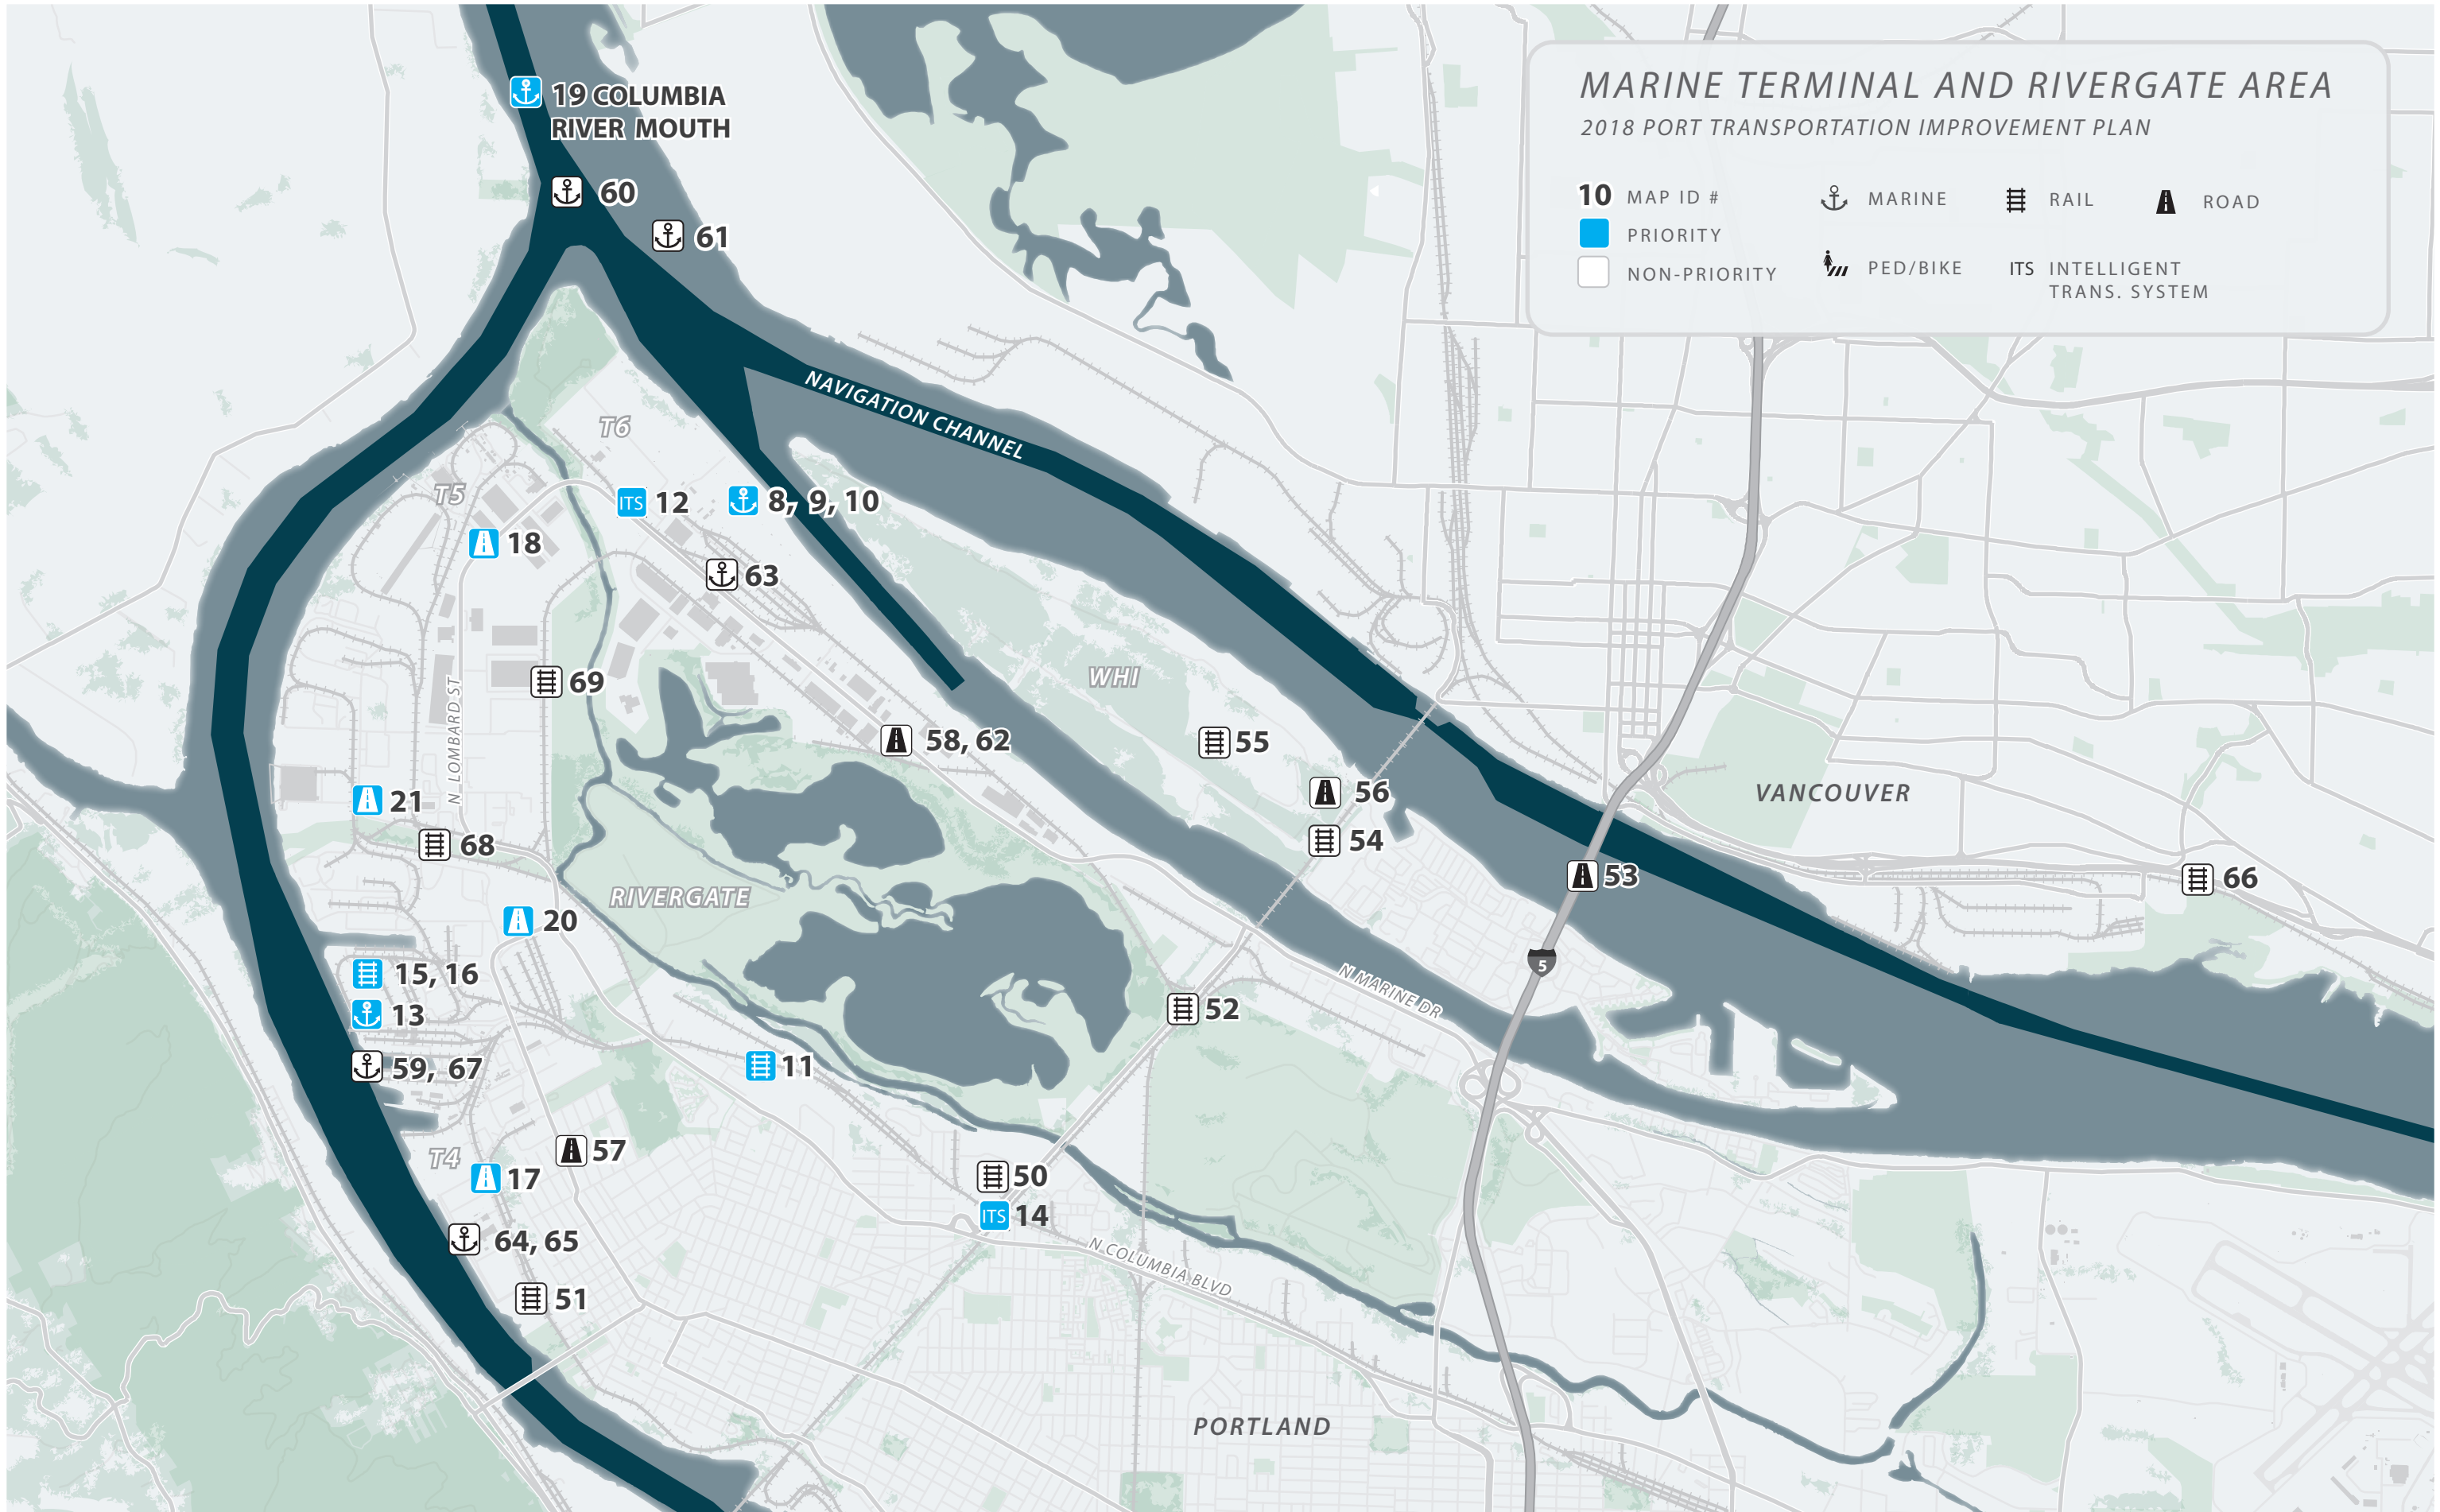 MARINE TERMINAL AND RIVERGATE AREA
2018 PORT TRANSPORTATION IMPROVEMENT PLAN
10 MAP ID #
PRIORITY
NON-PRIORITY
MARINE
RAIL
ROAD
PED/BIKE
ITS INTELLIGENT
TRANS. SYSTEM
19 COLUMBIA
RIVER MOUTH
60
61
NAVIGATION CHANNEL
T6
T5
ITS 12
8, 9, 10
18
63
WHI
69
N LOMBARD ST
58, 62
55
56
54
VANCOUVER
21
68
53
66
RIVERGATE
20
5
15, 16
13
N MARINE DR
52
59, 67
11
T4
57
17
50
ITS 14
64, 65
N COLUMBIA BLVD
51
PORTLAND